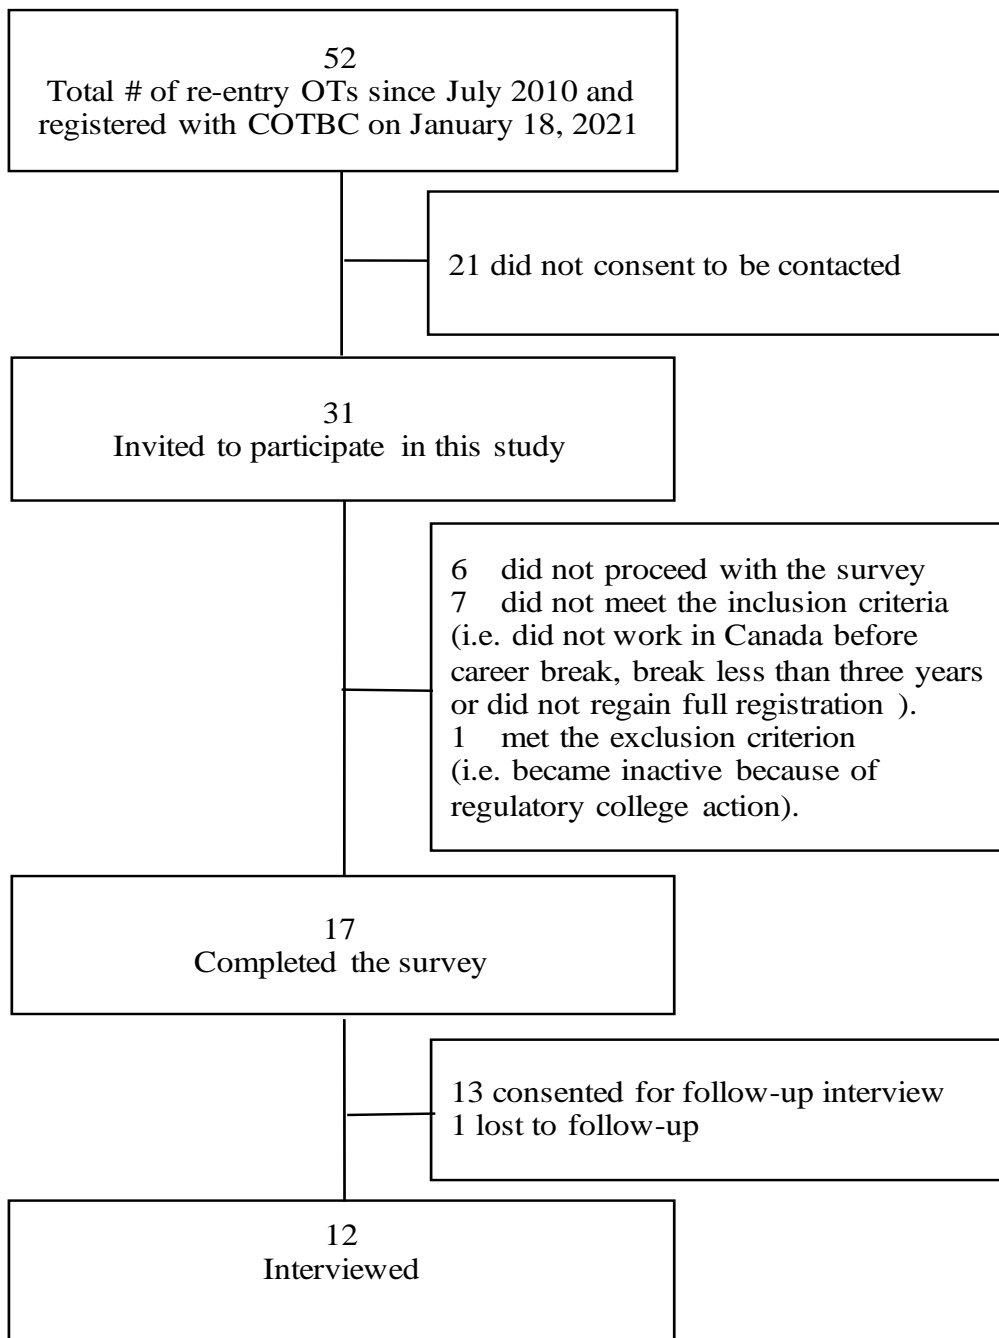 52
Total # of re-entry OTs since July 2010 and
registered with COTBC on January 18, 2021
21 did not consent to be contacted
31
Invited to participate in this study
6 did not proceed with the survey
7 did not meet the inclusion criteria
(i.e. did not work in Canada before
career break, break less than three years
or did not regain full registration ).
1 met the exclusion criterion
(i.e. became inactive because of
regulatory college action).
17
Completed the survey
13 consented for follow-up interview
1 lost to follow-up
12
Interviewed